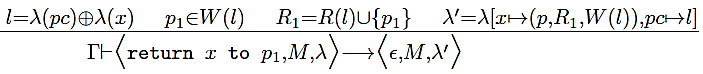 l=λ(pc)⊕λ(x) p₁∈W(l) R₁=R(l)∪{p₁} λ′=λ[x↦(p,R₁,W(l)),pc↦l]
Γ⊢⟨return x to p₁,M,λ⟩⟶⟨ϵ,M,λ′⟩